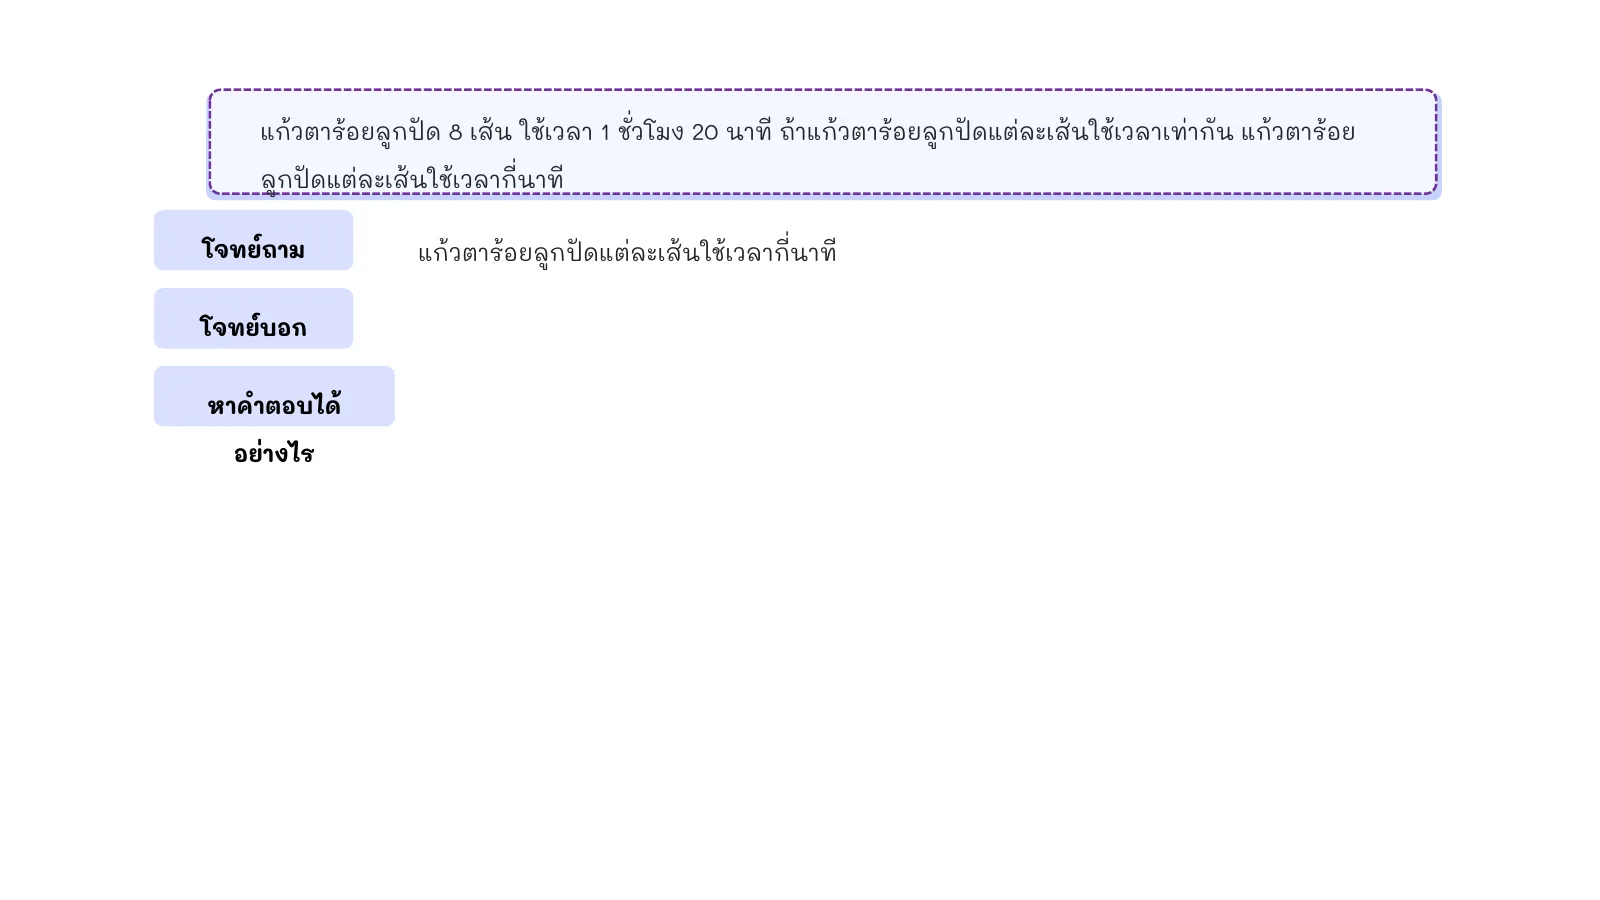 แก้วตาร้อยลูกปัด 8 เส้น ใช้เวลา 1 ชั่วโมง 20 นาที ถ้าแก้วตาร้อยลูกปัดแต่ละเส้นใช้เวลาเท่ากัน แก้วตาร้อย
ลูกปัดแต่ละเส้นใช้เวลากี่นาที
โจทย์ถาม
แก้วตาร้อยลูกปัดแต่ละเส้นใช้เวลากี่นาที
โจทย์บอก
หาคำตอบได้
อย่างไร